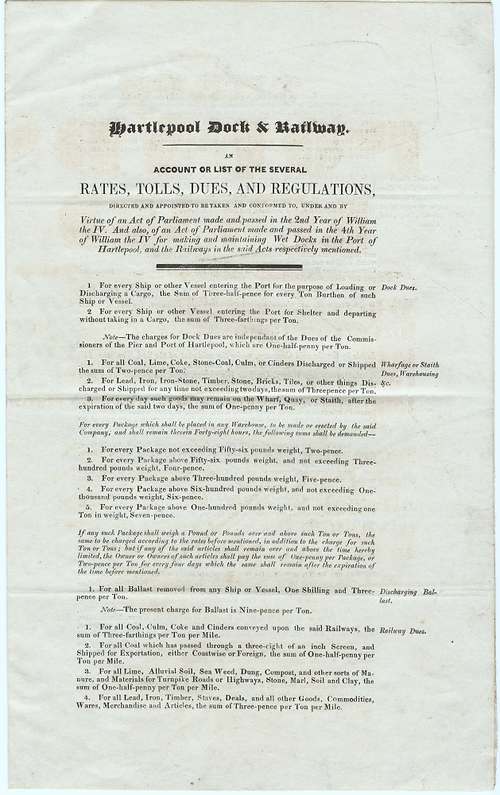 Hartlepool Dock & Railway.
AN
ACCOUNT OR LIST OF THE SEVERAL
RATES, TOLLS, DUES, AND REGULATIONS,
DIRECTED AND APPOINTED TO BE TAKEN AND CONFORMED TO, UNDER AND BY
Virtue of an Act of Parliament made and passed in the 2nd Year of William
the IV. And also, of an Act of Parliament made and passed in the 4th Year
of William the IV for making and maintaining Wet Docks in the Port of
Hartlepool, and the Railways in the said Acts respectively mentioned.
1 For every Ship or other Vessel entering the Port for the purpose of Loading or Dock Dues.
Discharging a Cargo, the Sum of Three-half-pence for every Ton Burthen of such
Ship or Vessel.
2 For every Ship or other Vessel entering the Port for Shelter and departing
without taking in a Cargo, the sum of Three-farthings per Ton.
Note—The charges for Dock Dues are independant of the Dues of the Commis-
sioners of the Pier and Port of Hartlepool, which are One-half-penny per Ton.
1. For all Coal, Lime, Coke, Stone-Coal, Culm, or Cinders Discharged or Shipped Wharfage or Staith
the sum of Two-pence per Ton. Dues, Warehousing
2. For Lead, Iron, Iron-Stone, Timber, Stone, Bricks, Tiles, or other things Dis- &c.
charged or Shipped for any time not exceeding two days, the sum of Threepence per Ton.
3. For every day such goods may remain on the Wharf, Quay, or Staith, after the
expiration of the said two days, the sum of One-penny per Ton.
For every Package which shall be placed in any Warehouse, to be made or erected by the said
Company, and shall remain therein Forty-eight hours, the following sums shall be demanded—
1. For every Package not exceeding Fifty-six pounds weight, Two-pence.
2. For every Package above Fifty-six pounds weight, and not exceeding Three-
hundred pounds weight, Four-pence.
3. For every Package above Three-hundred pounds weight, Five-pence.
4. For every Package above Six-hundred pounds weight, and not exceeding One-
thousand pounds weight, Six-pence.
5. For every Package above One-hundred pounds weight, and not exceeding one
Ton in weight, Seven-pence.
If any such Package shall weigh a Pound or Pounds over and above such Ton or Tons, the
same to be charged according to the rates before mentioned, in addition to the charge for such
Ton or Tons; but if any of the said articles shall remain over and above the time hereby
limited, the Owner or Owners of such articles shall pay the sum of One-penny per Package, or
Two-pence per Ton for every four days which the same shall remain after the expiration of
the time before mentioned.
1. For all Ballast removed from any Ship or Vessel, One Shilling and Three- Discharging Bal-
pence per Ton. last.
Note—The present charge for Ballast is Nine-pence per Ton.
1. For all Coal, Culm, Coke and Cinders conveyed upon the said Railways, the Railway Dues.
sum of Three-farthings per Ton per Mile.
2. For all Coal which has passed through a three-eight of an inch Screen, and
Shipped for Exportation, either Coastwise or Foreign, the sum of One-half-penny per
Ton per Mile.
3. For all Lime, Alluvial Soil, Sea Weed, Dung, Compost, and other sorts of Ma-
nure, and Materials for Turnpike Roads or Highways, Stone, Marl, Soil and Clay, the
sum of One-half-penny per Ton per Mile.
4. For all Lead, Iron, Timber, Staves, Deals, and all other Goods, Commodities,
Wares, Merchandise and Articles, the sum of Three-pence per Ton per Mile.